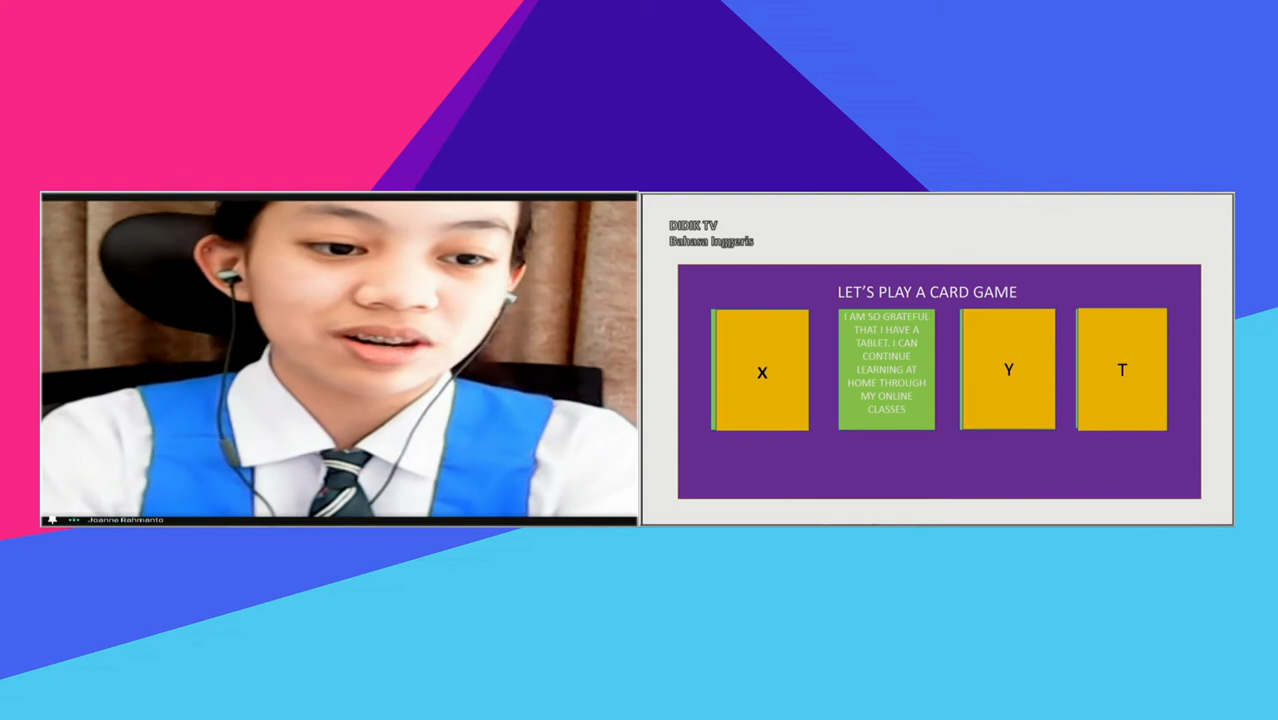 DIDIK TV
Bahasa Inggeris
LET'S PLAY A CARD GAME
X
I AM SO GRATEFUL
THAT I HAVE A
TABLET. I CAN
CONTINUE
LEARNING AT
HOME THROUGH
MY ONLINE
CLASSES
Y
T
Joanne Rahmanto